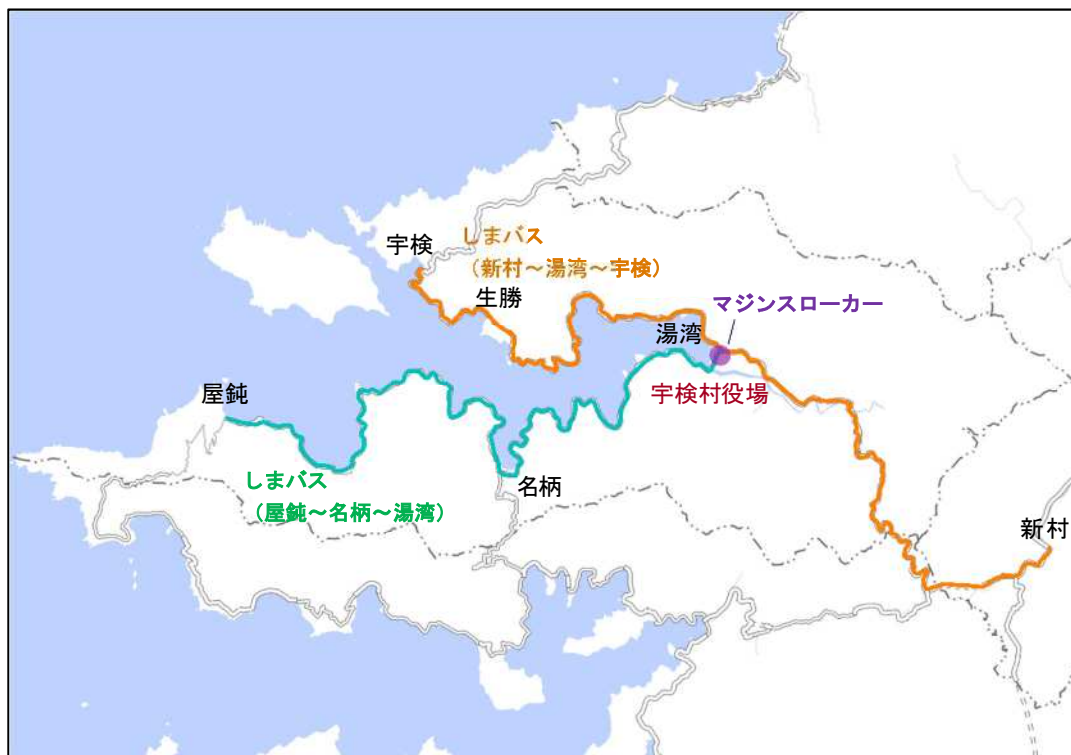 宇検
しまバス
（新村～湯湾～宇検）
生勝
マジンスローカー
湯湾
屋鈍
宇検村役場
しまバス
（屋鈍～名柄～湯湾）
名柄
新村